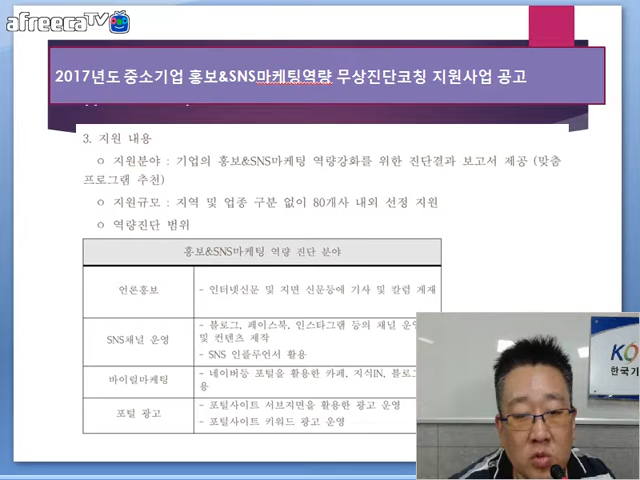 afreecaTV
2017년도 중소기업 홍보&SNS마케팅역량 무상진단코칭 지원사업 공고
3. 지원 내용
ㅇ 지원분야 : 기업의 홍보&SNS마케팅 역량강화를 위한 진단결과 보고서 제공 (맞춤
프로그램 추천)
ㅇ 지원규모 : 지역 및 업종 구분 없이 80개사 내외 선정 지원
ㅇ 역량진단 범위
홍보&SNS마케팅 역량 진단 분야
언론홍보
- 인터넷신문 및 지면 신문등에 기사 및 칼럼 게재
SNS채널 운영
- 블로그, 페이스북, 인스타그램 등의 채널 운영
및 컨텐츠 제작
- SNS 인플루언서 활용
바이럴마케팅
- 네이버등 포털을 활용한 카페, 지식IN, 블로그
용
포털 광고
- 포털사이트 서브지면을 활용한 광고 운영
- 포털사이트 키워드 광고 운영
KO
한국기